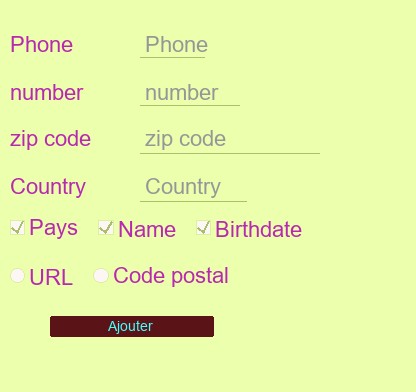 Phone Phone
number number
zip code zip code
Country Country
Pays Name Birthdate
URL Code postal
Ajouter